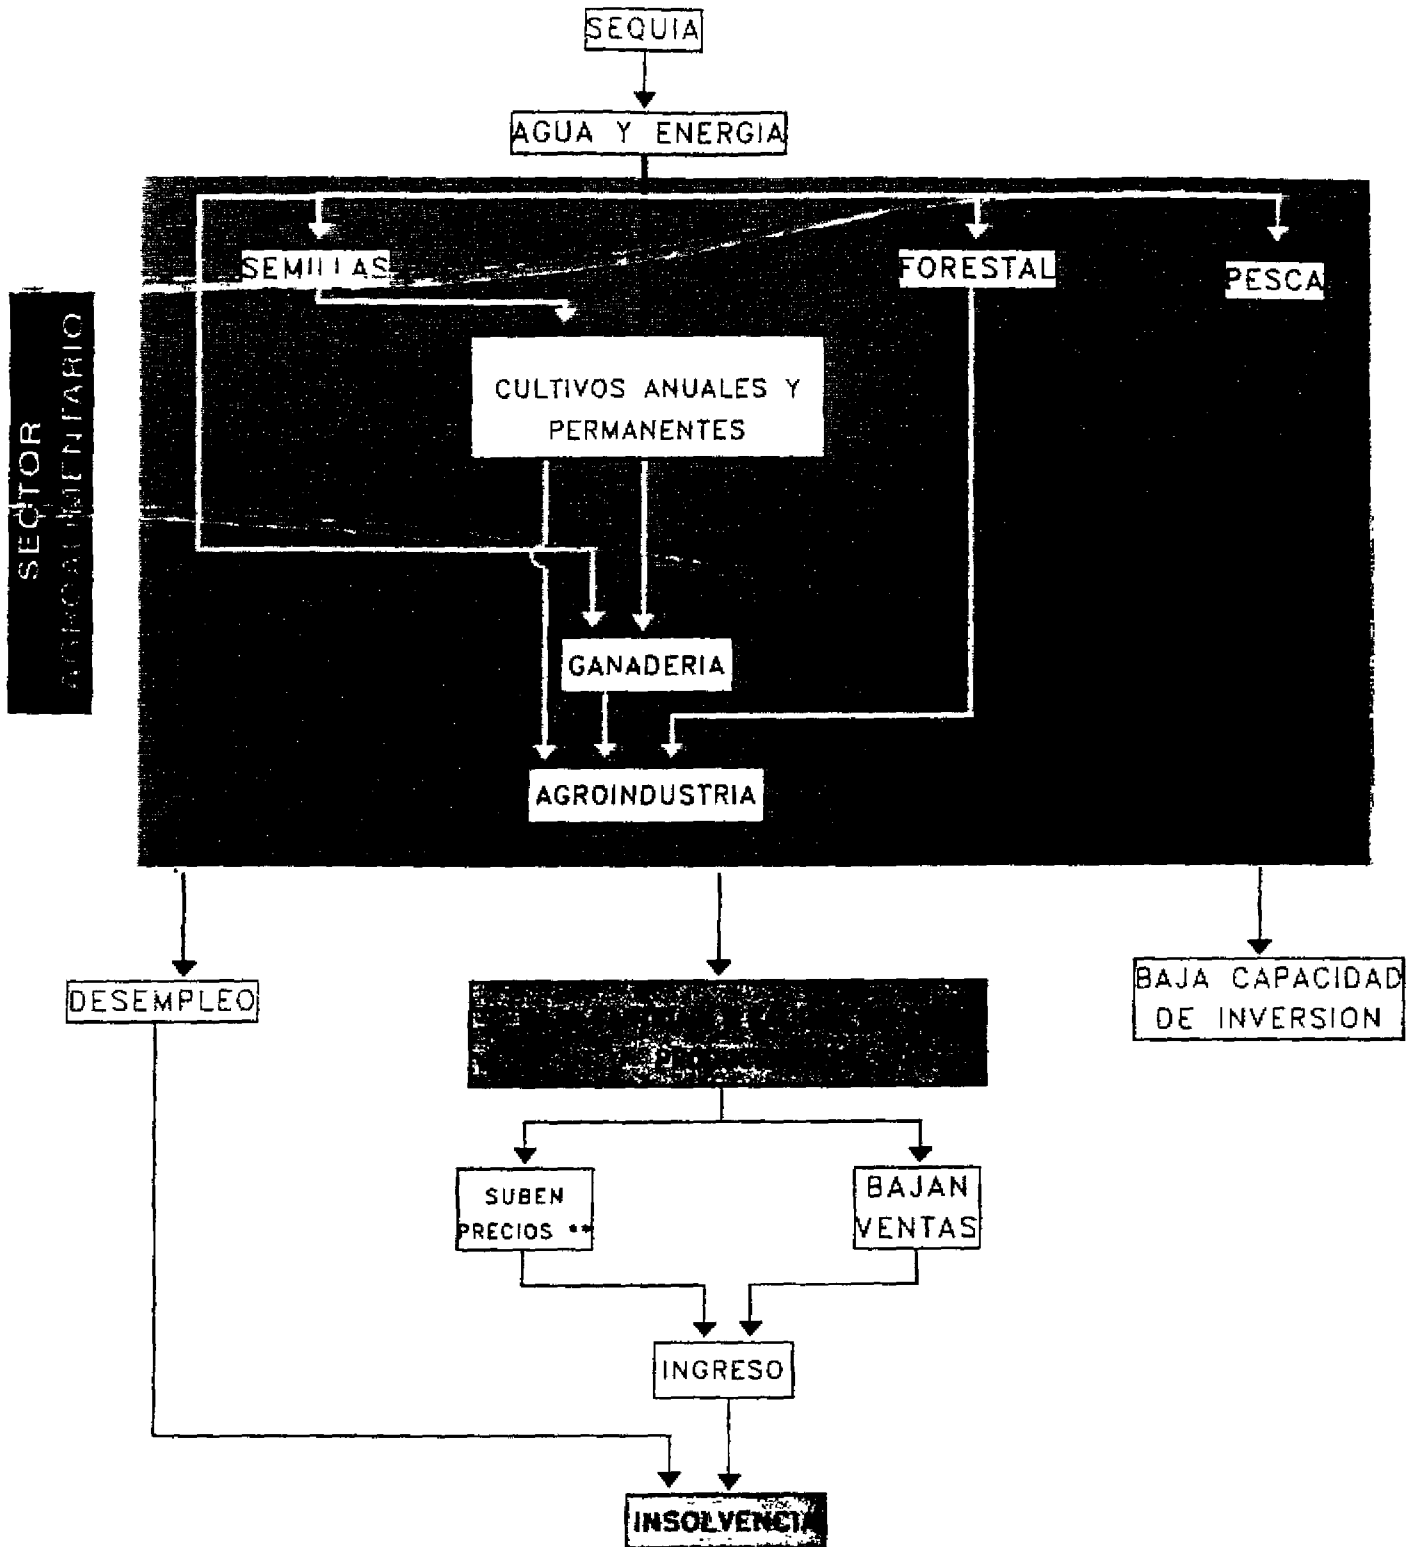 SEQUIA
AGUA Y ENERGIA
SEMILLAS
FORESTAL
PESCA
SECTOR
AGROALIMENTARIO
CULTIVOS ANUALES Y
PERMANENTES
GANADERIA
AGROINDUSTRIA
DESEMPLEO
BAJA CAPACIDAD
DE INVERSION
SUBEN
PRECIOS **
BAJAN
VENTAS
INGRESO
INSOLVENCIA